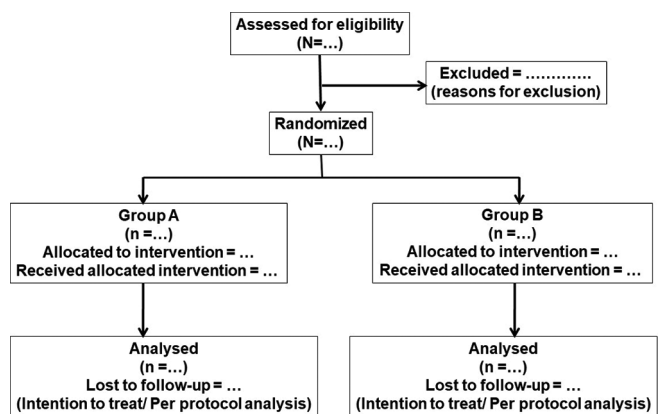 Assessed for eligibility
(N=...)
Excluded = .............
(reasons for exclusion)
Randomized
(N=...)
Group A
(n =...)
Allocated to intervention = ...
Received allocated intervention = ...
Group B
(n =...)
Allocated to intervention = ...
Received allocated intervention = ...
Analysed
(n =...)
Lost to follow-up = ...
(Intention to treat/ Per protocol analysis)
Analysed
(n =...)
Lost to follow-up = ...
(Intention to treat/ Per protocol analysis)